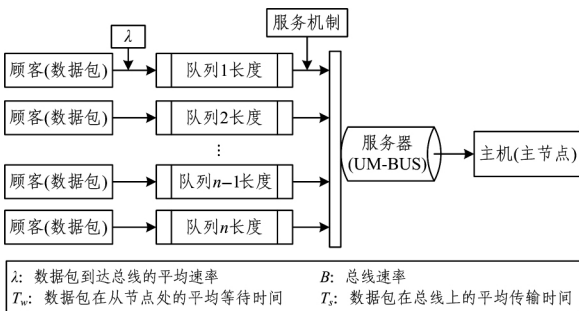 λ
服务机制
顾客(数据包)
队列1长度
顾客(数据包)
队列2长度
⋮
服务器
(UM-BUS)
主机(主节点)
顾客(数据包)
队列n−1长度
顾客(数据包)
队列n长度
λ: 数据包到达总线的平均速率
B: 总线速率
Tw: 数据包在从节点处的平均等待时间
Ts: 数据包在总线上的平均传输时间